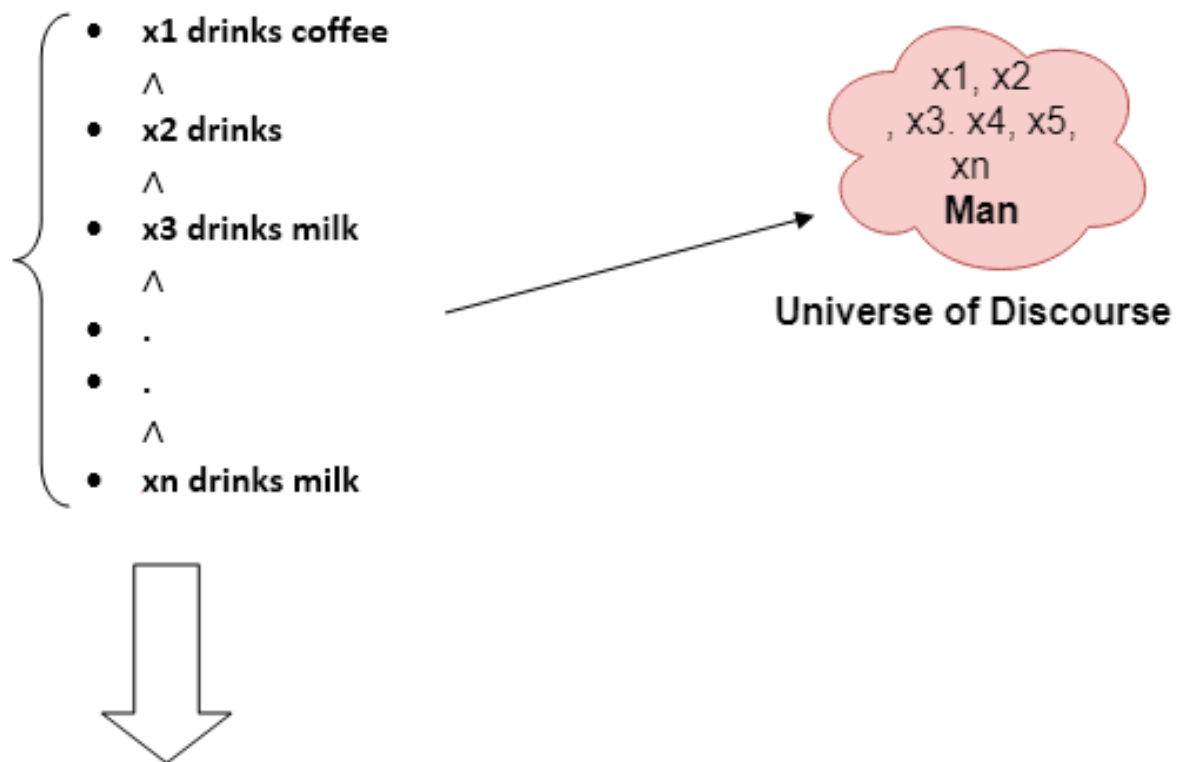 • x1 drinks coffee
^
• x2 drinks
^
• x3 drinks milk
^
• .
• .
^
• xn drinks milk
x1, x2
, x3. x4, x5,
xn
Man
Universe of Discourse